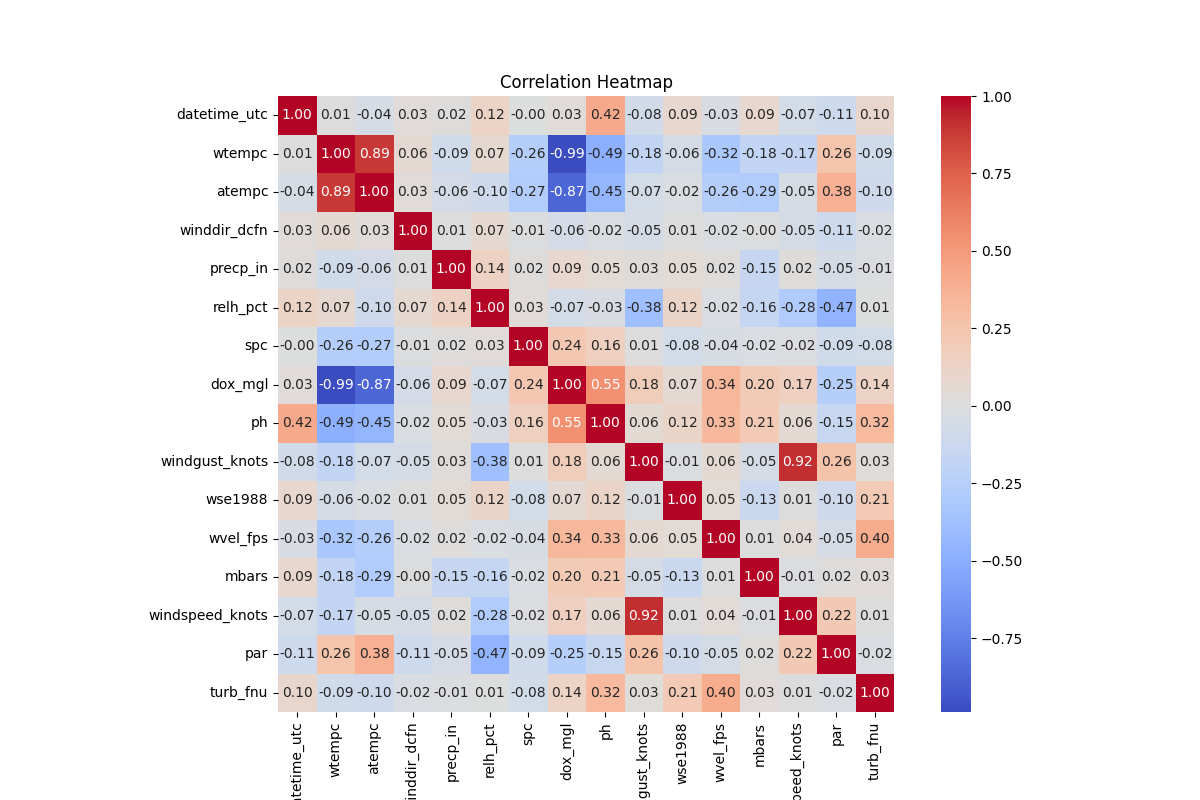 Correlation Heatmap
datetime_utc 1.00 0.01 -0.04 0.03 0.02 0.12 -0.00 0.03 0.42 -0.08 0.09 -0.03 0.09 -0.07 -0.11 0.10 1.00
wtempc 0.01 1.00 0.89 0.06 -0.09 0.07 -0.26 -0.99 -0.49 -0.18 -0.06 -0.32 -0.18 -0.17 0.26 -0.09
atempc -0.04 0.89 1.00 0.03 -0.06 -0.10 -0.27 -0.87 -0.45 -0.07 -0.02 -0.26 -0.29 -0.05 0.38 -0.10 0.75
winddir_dcfn 0.03 0.06 0.03 1.00 0.01 0.07 -0.01 -0.06 -0.02 -0.05 0.01 -0.02 -0.00 -0.05 -0.11 -0.02
precp_in 0.02 -0.09 -0.06 0.01 1.00 0.14 0.02 0.09 0.05 0.03 0.05 0.02 -0.15 0.02 -0.05 -0.01 0.50
relh_pct 0.12 0.07 -0.10 0.07 0.14 1.00 0.03 -0.07 -0.03 -0.38 0.12 -0.02 -0.16 -0.28 -0.47 0.01 0.25
spc -0.00 -0.26 -0.27 -0.01 0.02 0.03 1.00 0.24 0.16 0.01 -0.08 -0.04 -0.02 -0.02 -0.09 -0.08
dox_mgl 0.03 -0.99 -0.87 -0.06 0.09 -0.07 0.24 1.00 0.55 0.18 0.07 0.34 0.20 0.17 -0.25 0.14 0.00
ph 0.42 -0.49 -0.45 -0.02 0.05 -0.03 0.16 0.55 1.00 0.06 0.12 0.33 0.21 0.06 -0.15 0.32
windgust_knots -0.08 -0.18 -0.07 -0.05 0.03 -0.38 0.01 0.18 0.06 1.00 -0.01 0.06 -0.05 0.92 0.26 0.03 −0.25
wse1988 0.09 -0.06 -0.02 0.01 0.05 0.12 -0.08 0.07 0.12 -0.01 1.00 0.05 -0.13 0.01 -0.10 0.21
wvel_fps -0.03 -0.32 -0.26 -0.02 0.02 -0.02 -0.04 0.34 0.33 0.06 0.05 1.00 0.01 0.04 -0.05 0.40 −0.50
mbars 0.09 -0.18 -0.29 -0.00 -0.15 -0.16 -0.02 0.20 0.21 -0.05 -0.13 0.01 1.00 -0.01 0.02 0.03
windspeed_knots -0.07 -0.17 -0.05 -0.05 0.02 -0.28 -0.02 0.17 0.06 0.92 0.01 0.04 -0.01 1.00 0.22 0.01 −0.75
par -0.11 0.26 0.38 -0.11 -0.05 -0.47 -0.09 -0.25 -0.15 0.26 -0.10 -0.05 0.02 0.22 1.00 -0.02
turb_fnu 0.10 -0.09 -0.10 -0.02 -0.01 0.01 -0.08 0.14 0.32 0.03 0.21 0.40 0.03 0.01 -0.02 1.00
atetime_utc
wtempc
atempc
inddir_dcfn
precp_in
relh_pct
spc
dox_mgl
ph
gust_knots
wse1988
wvel_fps
mbars
peed_knots
par
turb_fnu